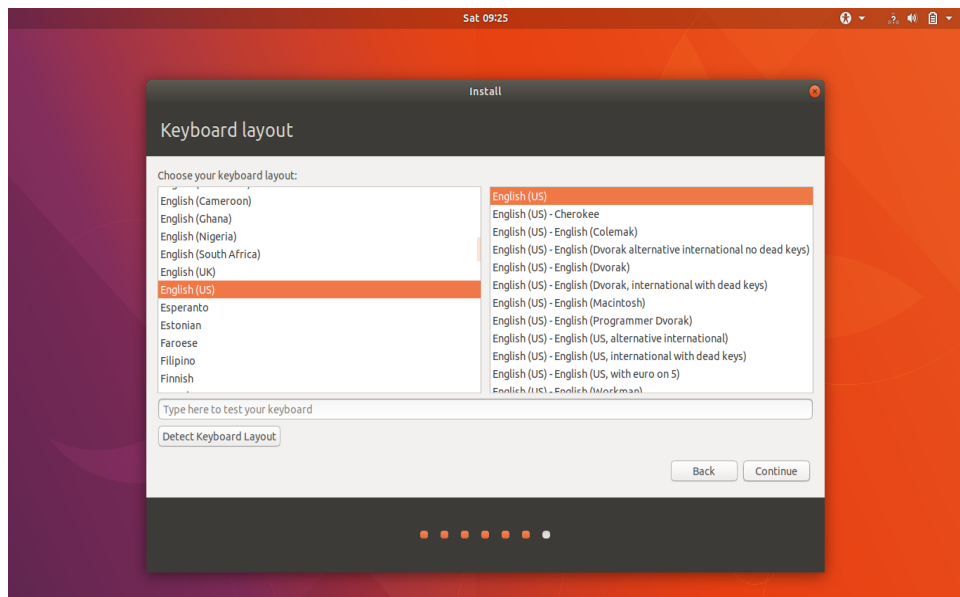 Sat 09:25
Install
Keyboard layout
Choose your keyboard layout:
English (Cameroon)
English (Ghana)
English (Nigeria)
English (South Africa)
English (UK)
English (US)
Esperanto
Estonian
Faroese
Filipino
Finnish
English (US)
English (US) - Cherokee
English (US) - English (Colemak)
English (US) - English (Dvorak alternative international no dead keys)
English (US) - English (Dvorak)
English (US) - English (Dvorak, international with dead keys)
English (US) - English (Macintosh)
English (US) - English (Programmer Dvorak)
English (US) - English (US, alternative international)
English (US) - English (US, international with dead keys)
English (US) - English (US, with euro on 5)
English (US) - English (Workman)
Type here to test your keyboard
Detect Keyboard Layout
Back
Continue